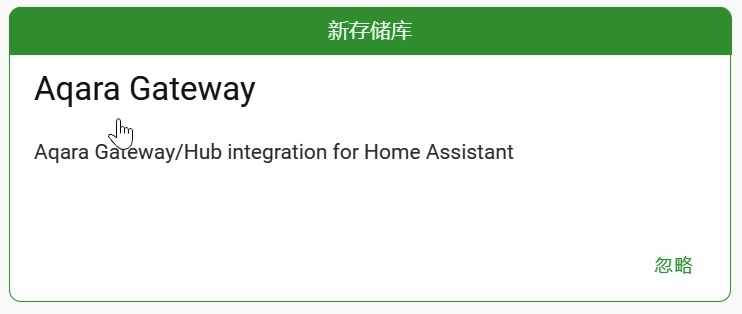 新存储库
Aqara Gateway
Aqara Gateway/Hub integration for Home Assistant
忽略